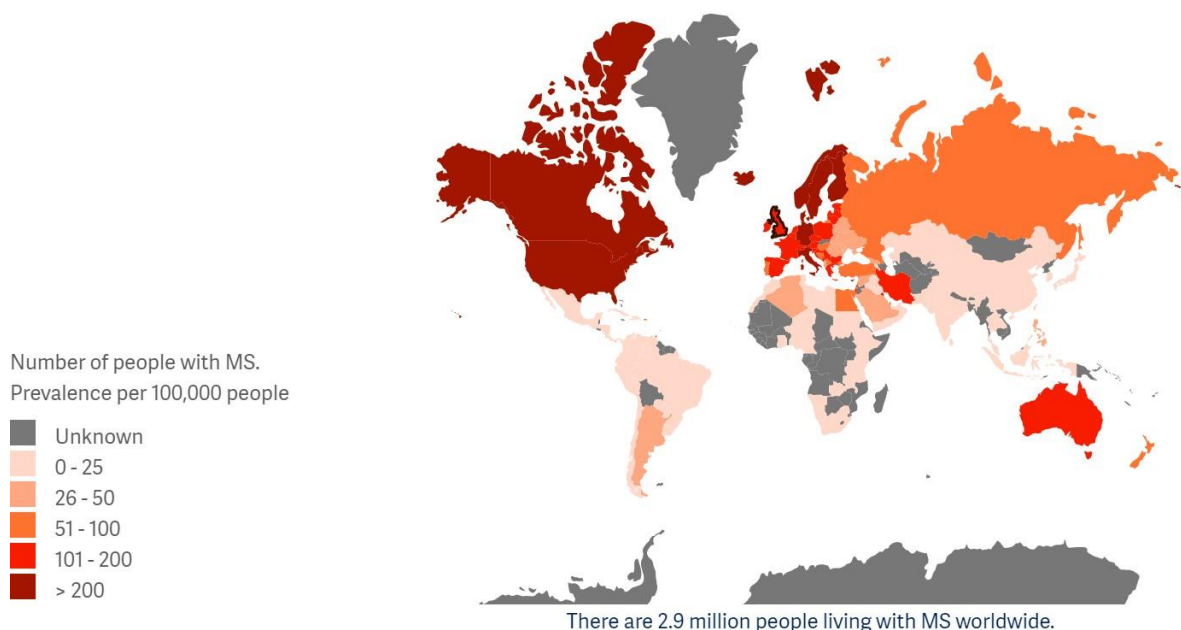 Number of people with MS.
Prevalence per 100,000 people
Unknown
0 - 25
26 - 50
51 - 100
101 - 200
> 200
There are 2.9 million people living with MS worldwide.